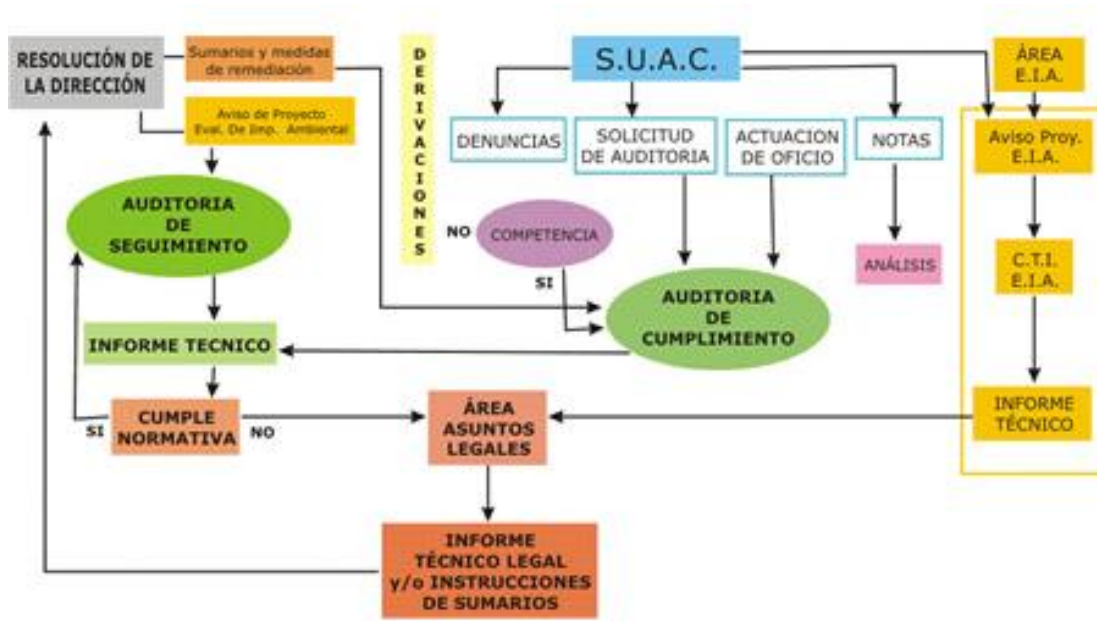 RESOLUCIÓN DE
LA DIRECCIÓN
Sumarios y medidas
de remediación
Aviso de Proyecto
Eval. De Imp. Ambiental
DERIVACIONES
S.U.A.C.
ÁREA
E.I.A.
DENUNCIAS
SOLICITUD
DE AUDITORIA
ACTUACION
DE OFICIO
NOTAS
Aviso Proy.
E.I.A.
AUDITORIA
DE
SEGUIMIENTO
NO
COMPETENCIA
SI
ANÁLISIS
C.T.I.
E.I.A.
AUDITORIA
DE
CUMPLIMIENTO
INFORME TECNICO
SI
CUMPLE
NORMATIVA
NO
ÁREA
ASUNTOS
LEGALES
INFORME
TÉCNICO
INFORME
TÉCNICO LEGAL
y/o INSTRUCCIONES
DE SUMARIOS